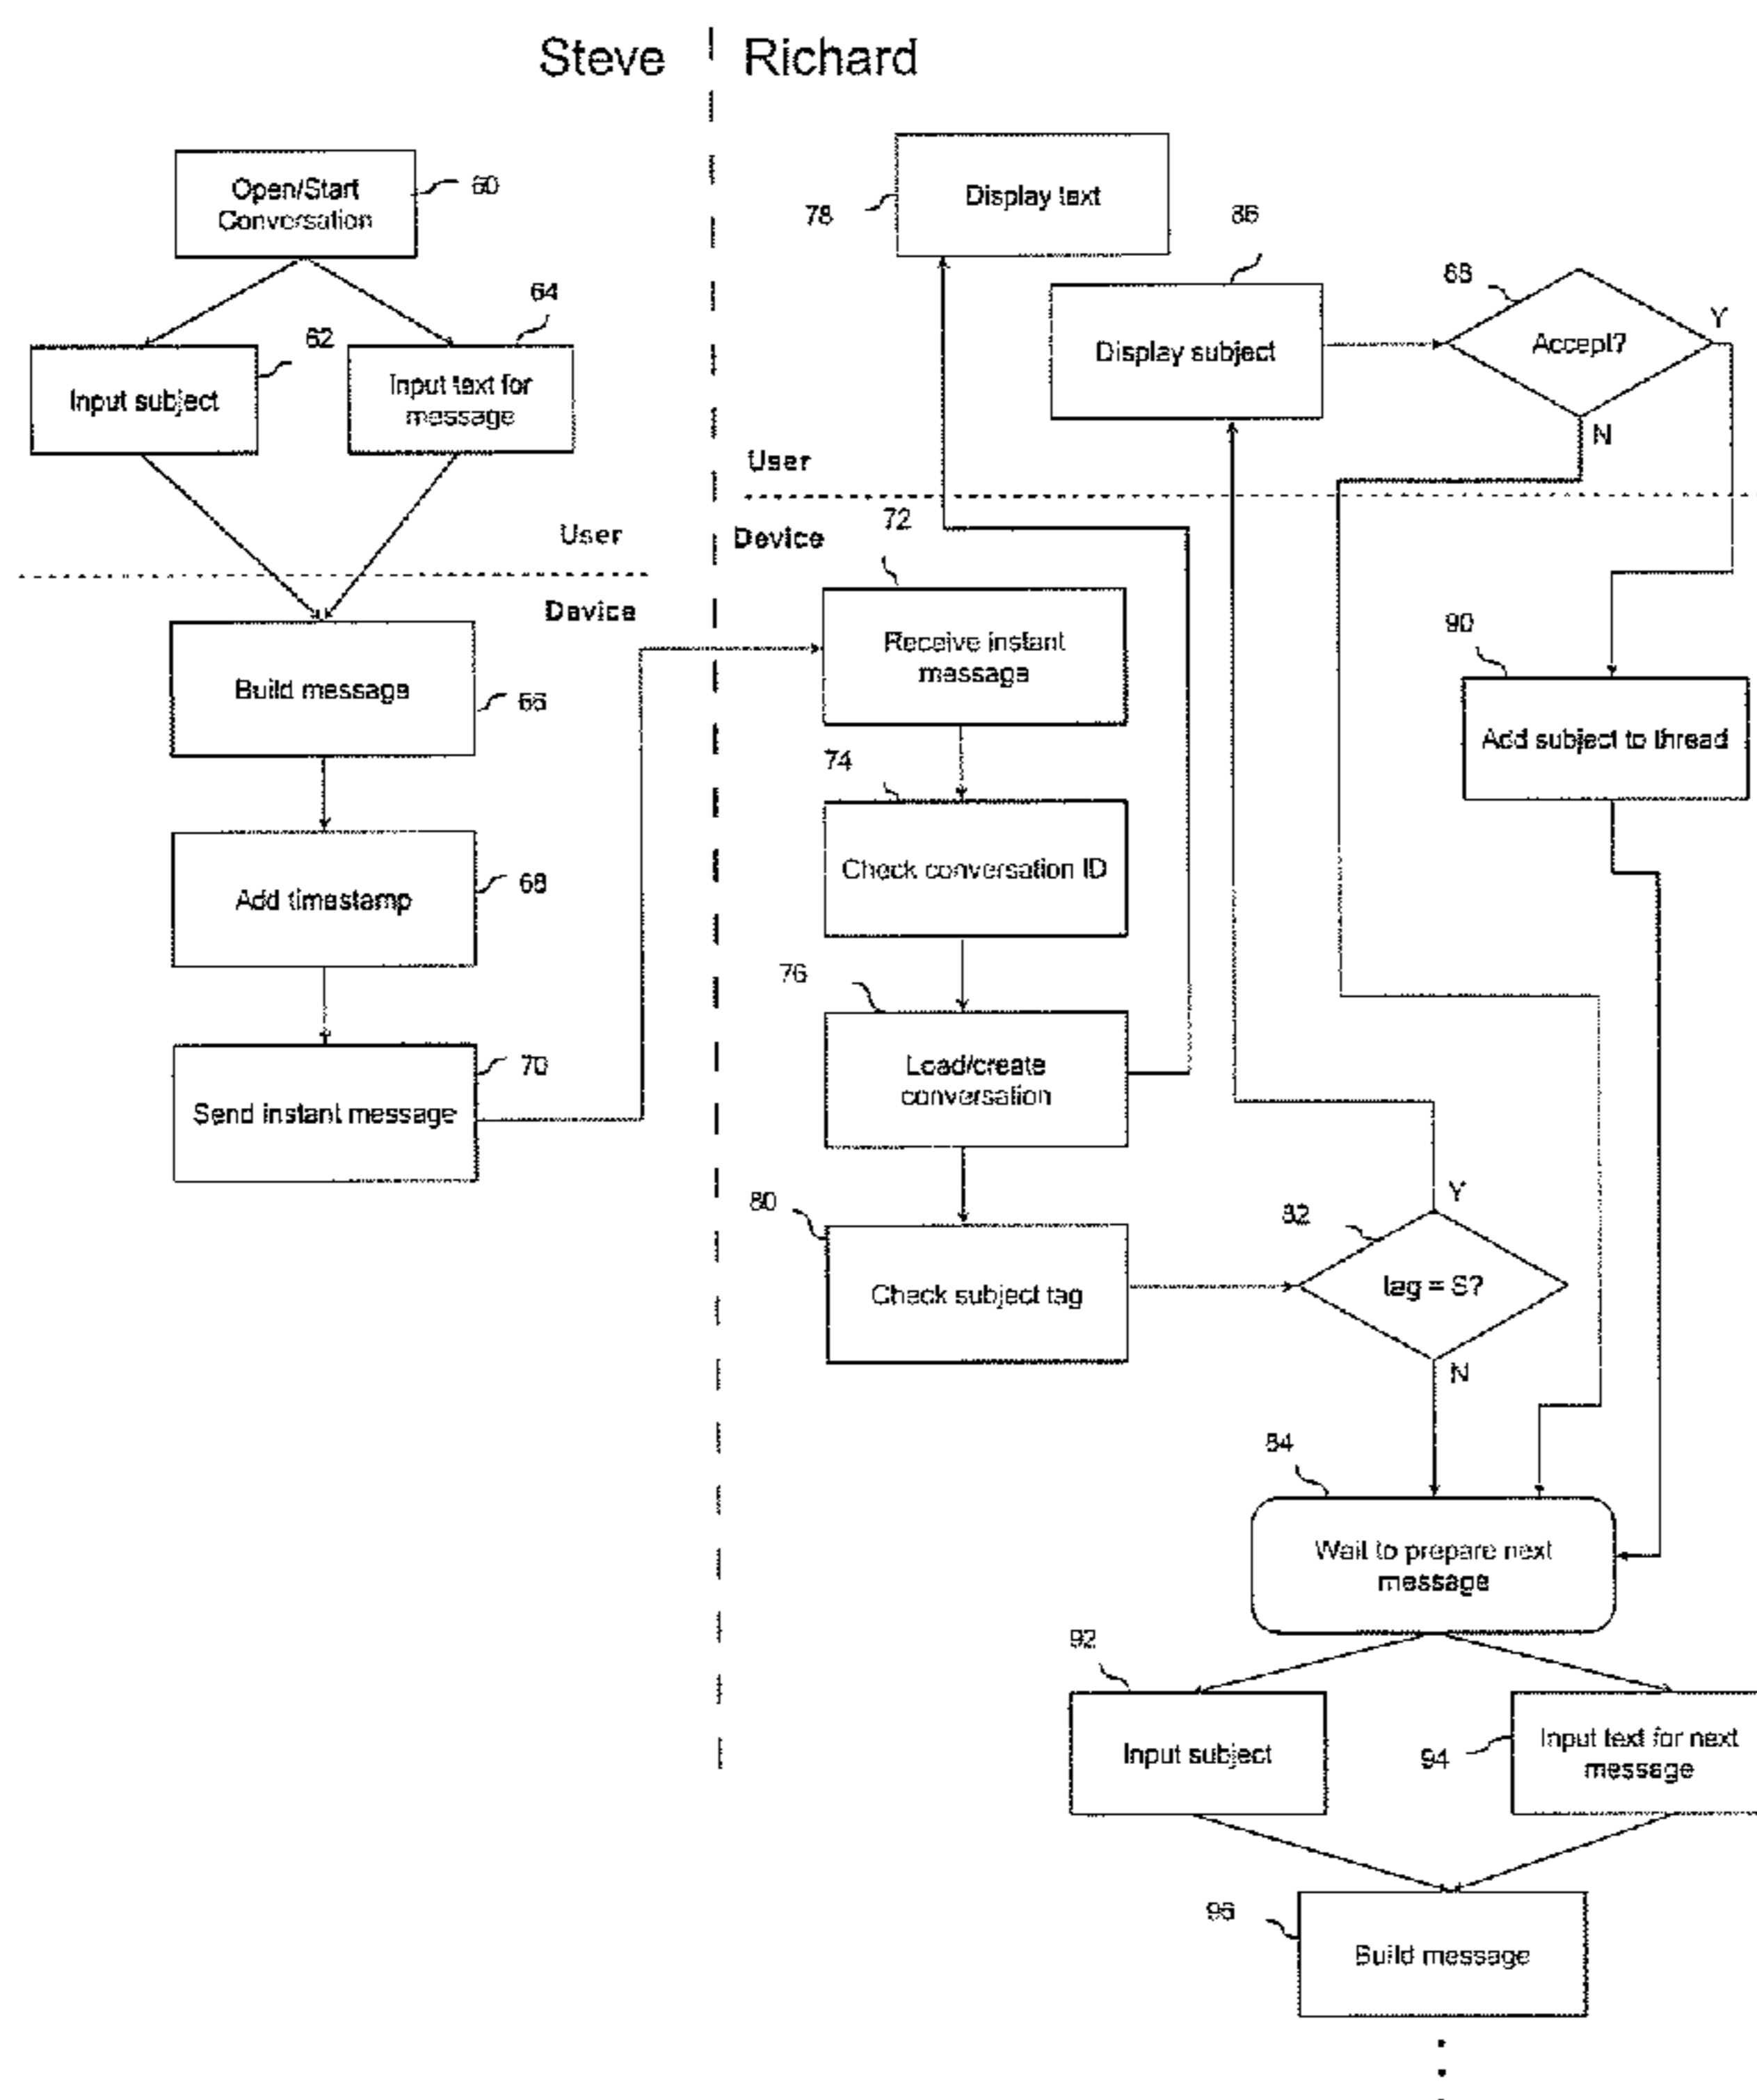 Steve
Richard
Open/Start
Conversation
60
Input subject
62
Input text for
message
64
User
Device
Build message
66
Add timestamp
68
Send instant message
70
Display text
78
Display subject
86
Accept?
88
Y
N
User
Device
72
Receive instant
message
74
Check conversation ID
76
Load/create
conversation
80
Check subject tag
82
tag = S?
Y
N
90
Add subject to thread
84
Wait to prepare next
message
92
Input subject
94
Input text for next
message
96
Build message